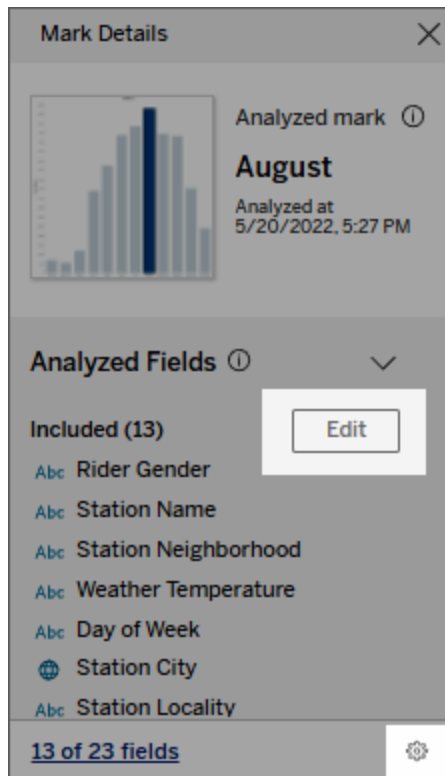 Mark Details
Analyzed mark
August
Analyzed at
5/20/2022, 5:27 PM
Analyzed Fields
Included (13)
Edit
Abc Rider Gender
Abc Station Name
Abc Station Neighborhood
Abc Weather Temperature
Abc Day of Week
Station City
Abc Station Locality
13 of 23 fields